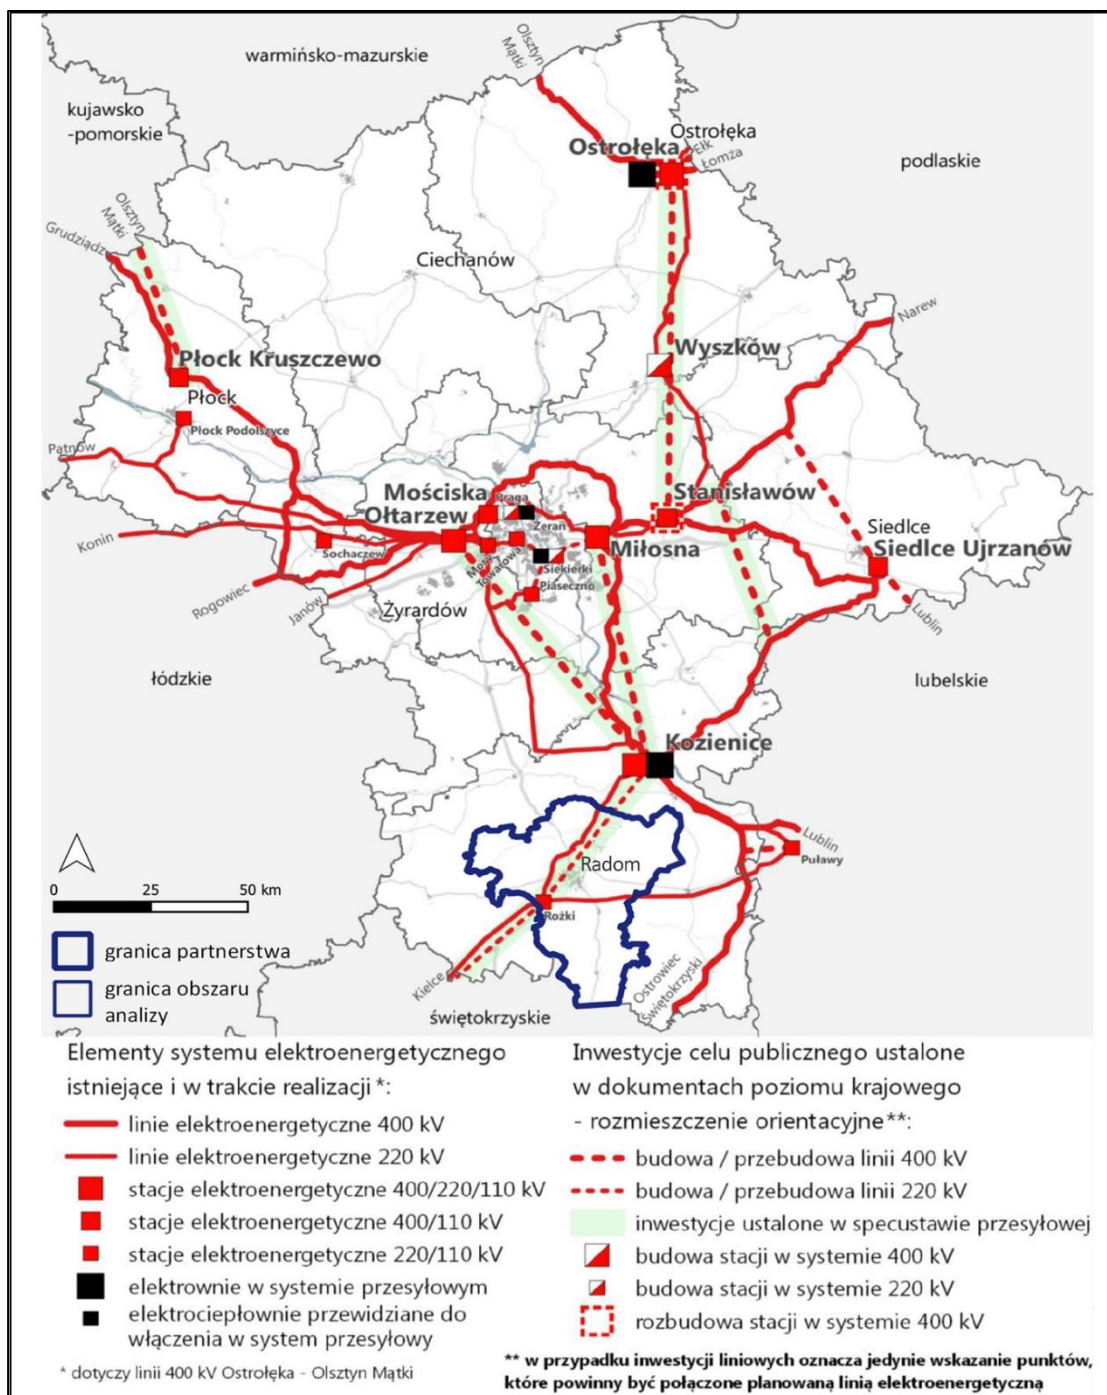 warmińsko-mazurskie
kujawsko
-pomorskie
podlaskie
Olsztyn
Mątki
Ostrołęka
Ostrołęka
Ełk
Łomża
Olsztyn
Mątki
Grudziądz
Ciechanów
Narew
Wyszków
Płock Kruszczewo
Płock
Płock Podolszyce
Patnów
Mościska
Ołtarzew
Praga
Żerań
Stanisławów
Konin
Sochaczew
Mory
Towarowa
Miłosna
Siedlce
Siedlce Ujrzanów
Siekierki
Piaseczno
Rogowiec
Janów
Żyrardów
Lublin
łódzkie
lubelskie
Kozienice
Lublin
Puławy
Radom
Rożki
Kielce
Ostrowiec
Świętokrzyski
świętokrzyskie
0 25 50 km
granica partnerstwa
granica obszaru
analizy
Elementy systemu elektroenergetycznego
istniejące i w trakcie realizacji*:
linie elektroenergetyczne 400 kV
linie elektroenergetyczne 220 kV
stacje elektroenergetyczne 400/220/110 kV
stacje elektroenergetyczne 400/110 kV
stacje elektroenergetyczne 220/110 kV
elektrownie w systemie przesyłowym
elektrociepłownie przewidziane do
włączenia w system przesyłowy
* dotyczy linii 400 kV Ostrołęka - Olsztyn Mątki
Inwestycje celu publicznego ustalone
w dokumentach poziomu krajowego
- rozmieszczenie orientacyjne**:
budowa / przebudowa linii 400 kV
budowa / przebudowa linii 220 kV
inwestycje ustalone w specustawie przesyłowej
budowa stacji w systemie 400 kV
budowa stacji w systemie 220 kV
rozbudowa stacji w systemie 400 kV
** w przypadku inwestycji liniowych oznacza jedynie wskazanie punktów,
które powinny być połączone planowaną linią elektroenergetyczną